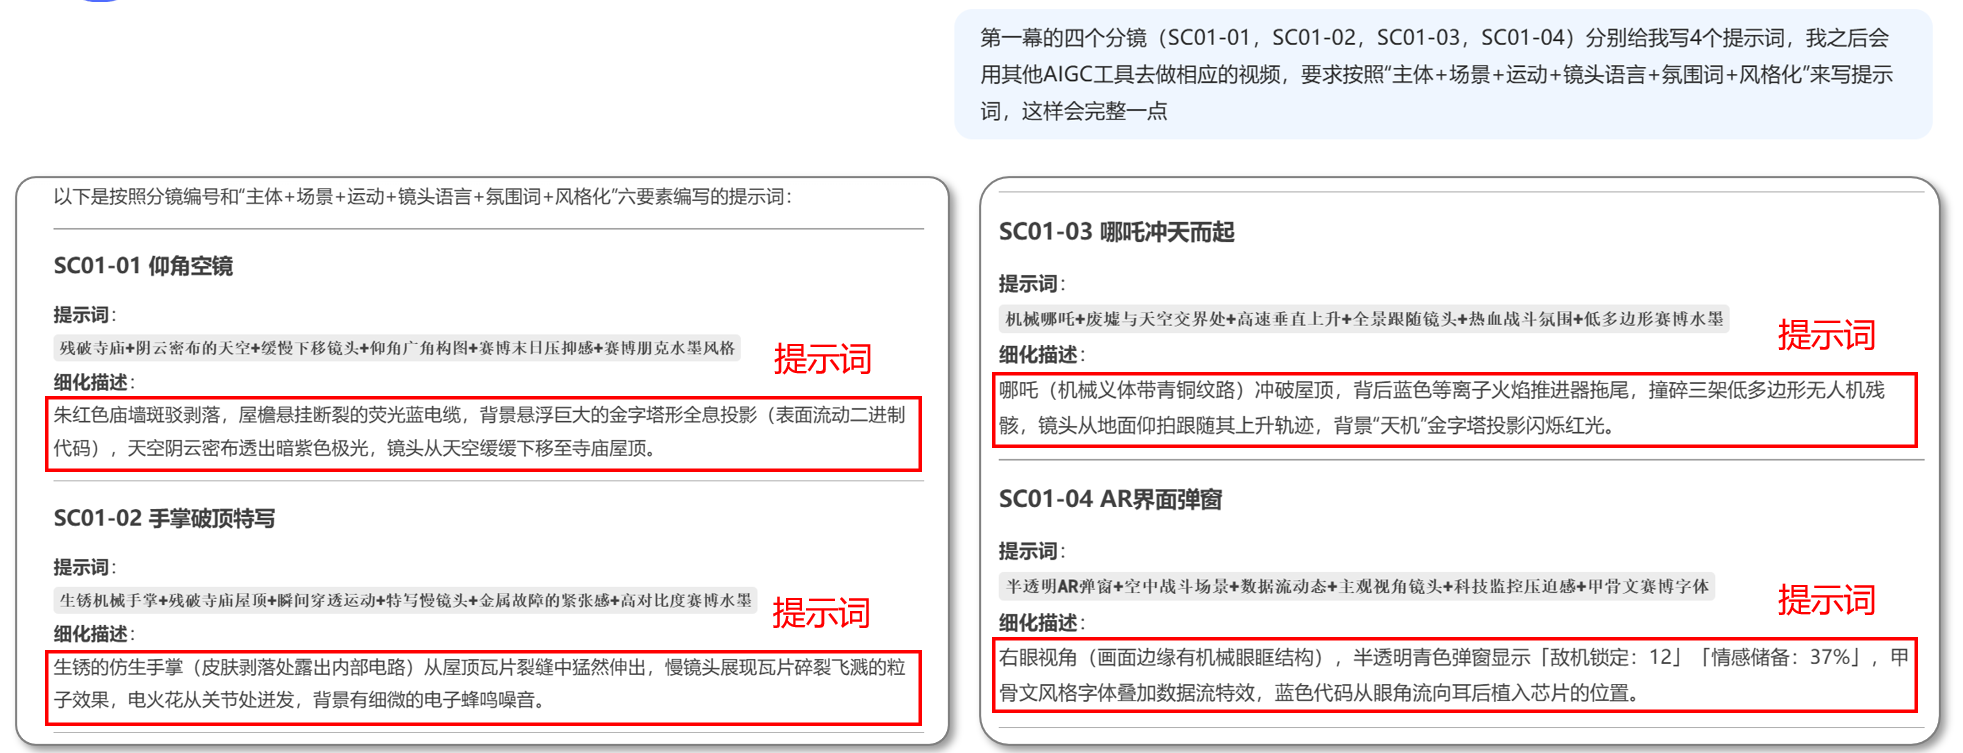 第一幕的四个分镜（SC01-01，SC01-02，SC01-03，SC01-04）分别给我写4个提示词，我之后会
用其他AIGC工具去做相应的视频，要求按照“主体+场景+运动+镜头语言+氛围词+风格化”来写提示
词，这样会完整一点
以下是按照分镜编号和“主体+场景+运动+镜头语言+氛围词+风格化”六要素编写的提示词：
SC01-01 仰角空镜
提示词：
残破寺庙+阴云密布的天空+缓慢下移镜头+仰角广角构图+赛博末日压抑感+赛博朋克水墨风格
提示词
细化描述：
朱红色庙墙斑驳剥落，屋檐悬挂断裂的荧光蓝电缆，背景悬浮巨大的金字塔形全息投影（表面流动二进制
代码），天空阴云密布透出暗紫色极光，镜头从天空缓缓下移至寺庙屋顶。
SC01-02 手掌破顶特写
提示词：
生锈机械手掌+残破寺庙屋顶+瞬间穿透运动+特写慢镜头+金属故障的紧张感+高对比度赛博水墨
提示词
细化描述：
生锈的仿生手掌（皮肤剥落处露出内部电路）从屋顶瓦片裂缝中猛然伸出，慢镜头展现瓦片碎裂飞溅的粒
子效果，电火花从关节处迸发，背景有细微的电子蜂鸣噪音。
SC01-03 哪吒冲天而起
提示词：
机械哪吒+废墟与天空交界处+高速垂直上升+全景跟随镜头+热血战斗氛围+低多边形赛博水墨
提示词
细化描述：
哪吒（机械义体带青铜纹路）冲破屋顶，背后蓝色等离子火焰推进器拖尾，撞碎三架低多边形无人机残
骸，镜头从地面仰拍跟随其上升轨迹，背景“天机”金字塔投影闪烁红光。
SC01-04 AR界面弹窗
提示词：
半透明AR弹窗+空中战斗场景+数据流动态+主观视角镜头+科技监控压迫感+甲骨文赛博字体
提示词
细化描述：
右眼视角（画面边缘有机械眼眶结构），半透明青色弹窗显示「敌机锁定：12」「情感储备：37%」，甲
骨文风格字体叠加数据流特效，蓝色代码从眼角流向耳后植入芯片的位置。